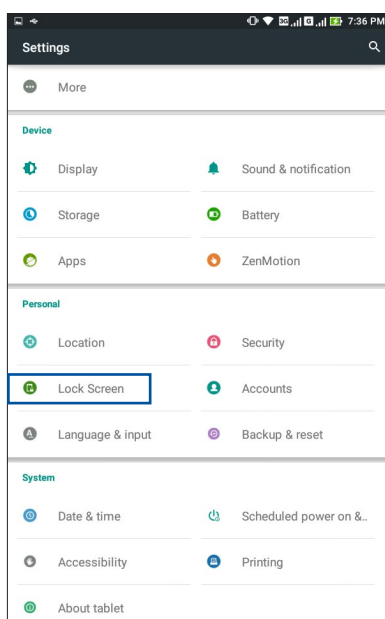 3G G 7:36 PM
Settings
More
Device
Display Sound & notification
Storage Battery
Apps ZenMotion
Personal
Location Security
Lock Screen Accounts
A Language & input Backup & reset
System
Date & time Scheduled power on &..
Accessibility Printing
About tablet